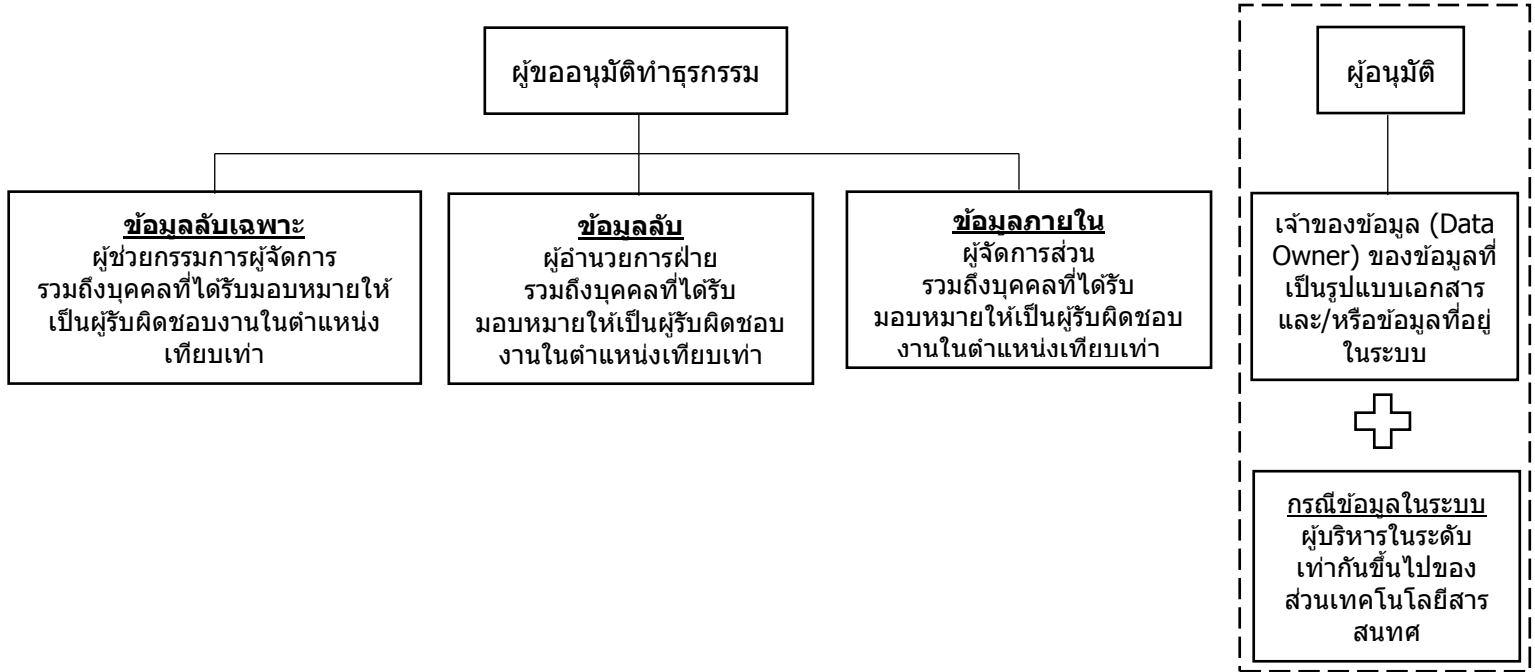 ผู้ขออนุมัติทำธุรกรรม
ผู้อนุมัติ
ข้อมูลลับเฉพาะ
ผู้ช่วยกรรมการผู้จัดการ
รวมถึงบุคคลที่ได้รับมอบหมายให้
เป็นผู้รับผิดชอบงานในตำแหน่ง
เทียบเท่า
ข้อมูลลับ
ผู้อำนวยการฝ่าย
รวมถึงบุคคลที่ได้รับ
มอบหมายให้เป็นผู้รับผิดชอบ
งานในตำแหน่งเทียบเท่า
ข้อมูลภายใน
ผู้จัดการส่วน
รวมถึงบุคคลที่ได้รับ
มอบหมายให้เป็นผู้รับผิดชอบ
งานในตำแหน่งเทียบเท่า
เจ้าของข้อมูล (Data
Owner) ของข้อมูลที่
เป็นรูปแบบเอกสาร
และ/หรือข้อมูลที่อยู่
ในระบบ
กรณีข้อมูลในระบบ
ผู้บริหารในระดับ
เท่ากันขึ้นไปของ
ส่วนเทคโนโลยีสาร
สนทศ